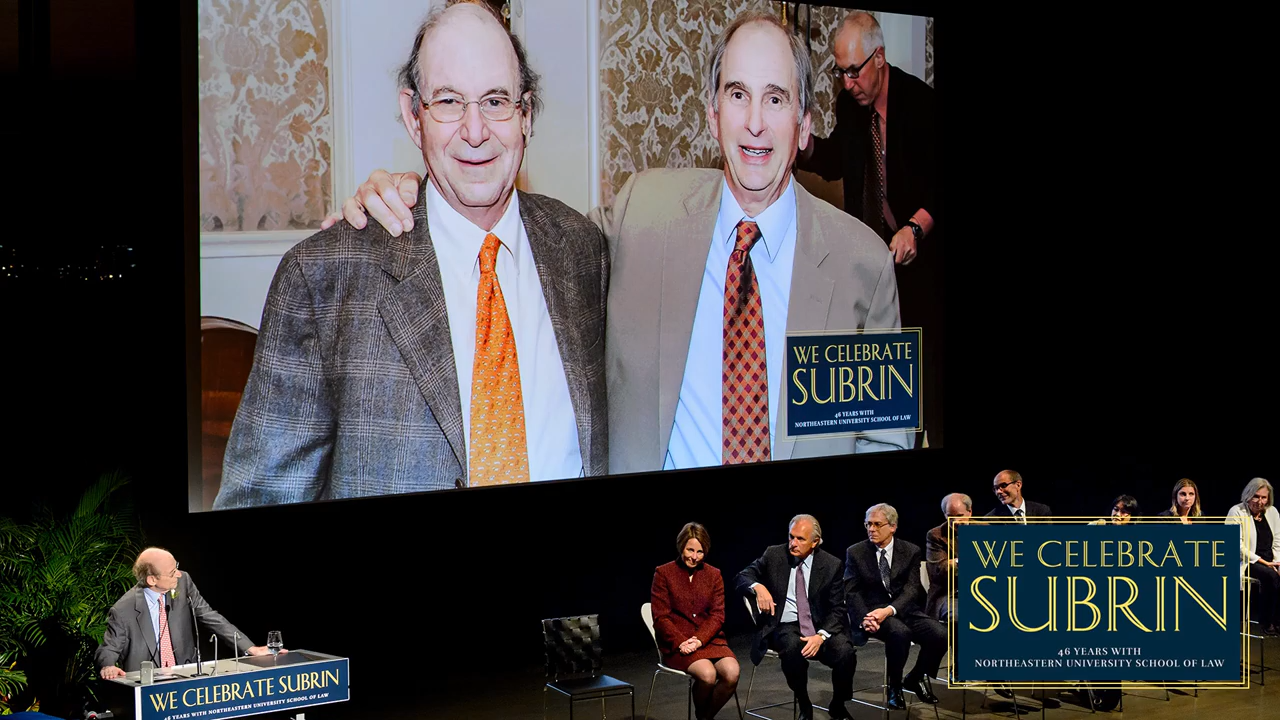 WE CELEBRATE
SUBRIN
46 YEARS WITH
NORTHEASTERN UNIVERSITY SCHOOL OF LAW
WE CELEBRATE
SUBRIN
46 YEARS WITH
NORTHEASTERN UNIVERSITY SCHOOL OF LAW
WE CELEBRATE SUBRIN
46 YEARS WITH NORTHEASTERN UNIVERSITY SCHOOL OF LAW